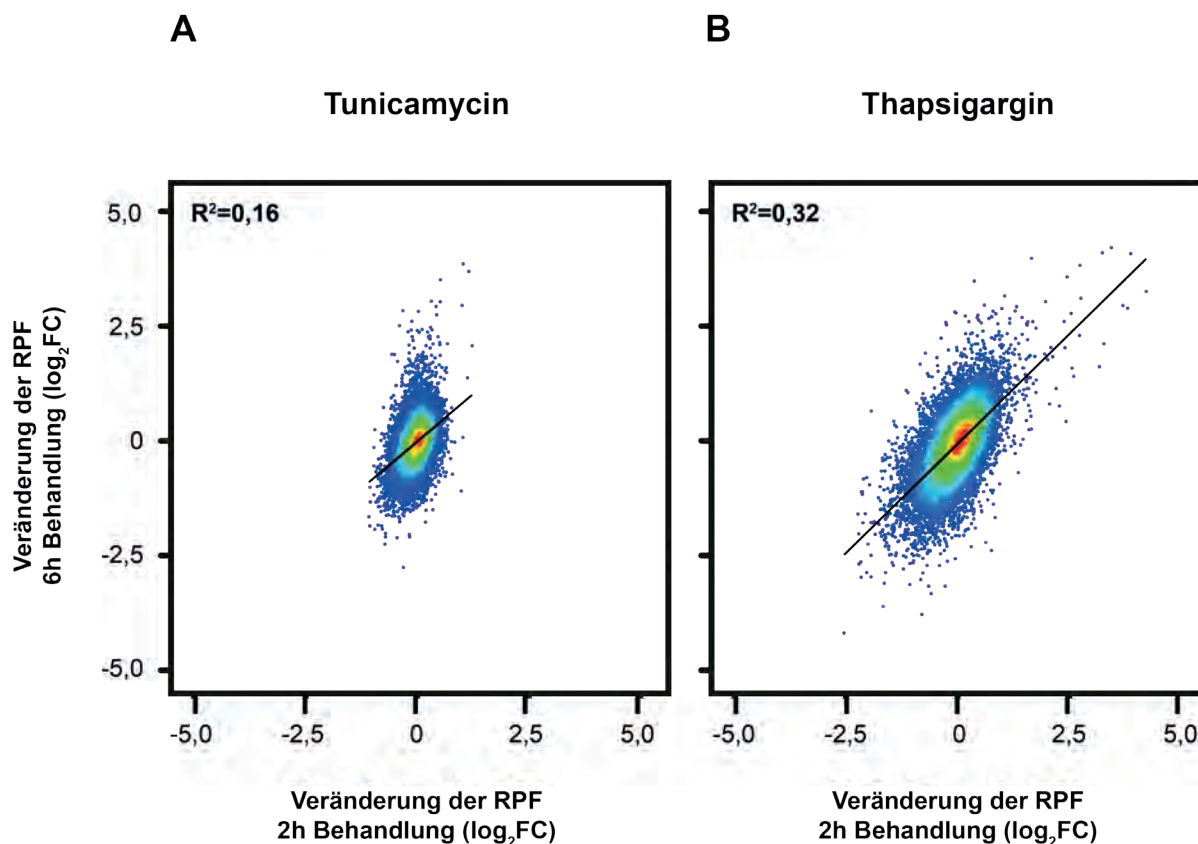 A
B
Tunicamycin
Thapsigargin
Veränderung der RPF
6h Behandlung (log₂FC)
R²=0,16
R²=0,32
5,0
2,5
0
-2,5
-5,0
-5,0 -2,5 0 2,5 5,0
-5,0 -2,5 0 2,5 5,0
Veränderung der RPF
2h Behandlung (log₂FC)
Veränderung der RPF
2h Behandlung (log₂FC)